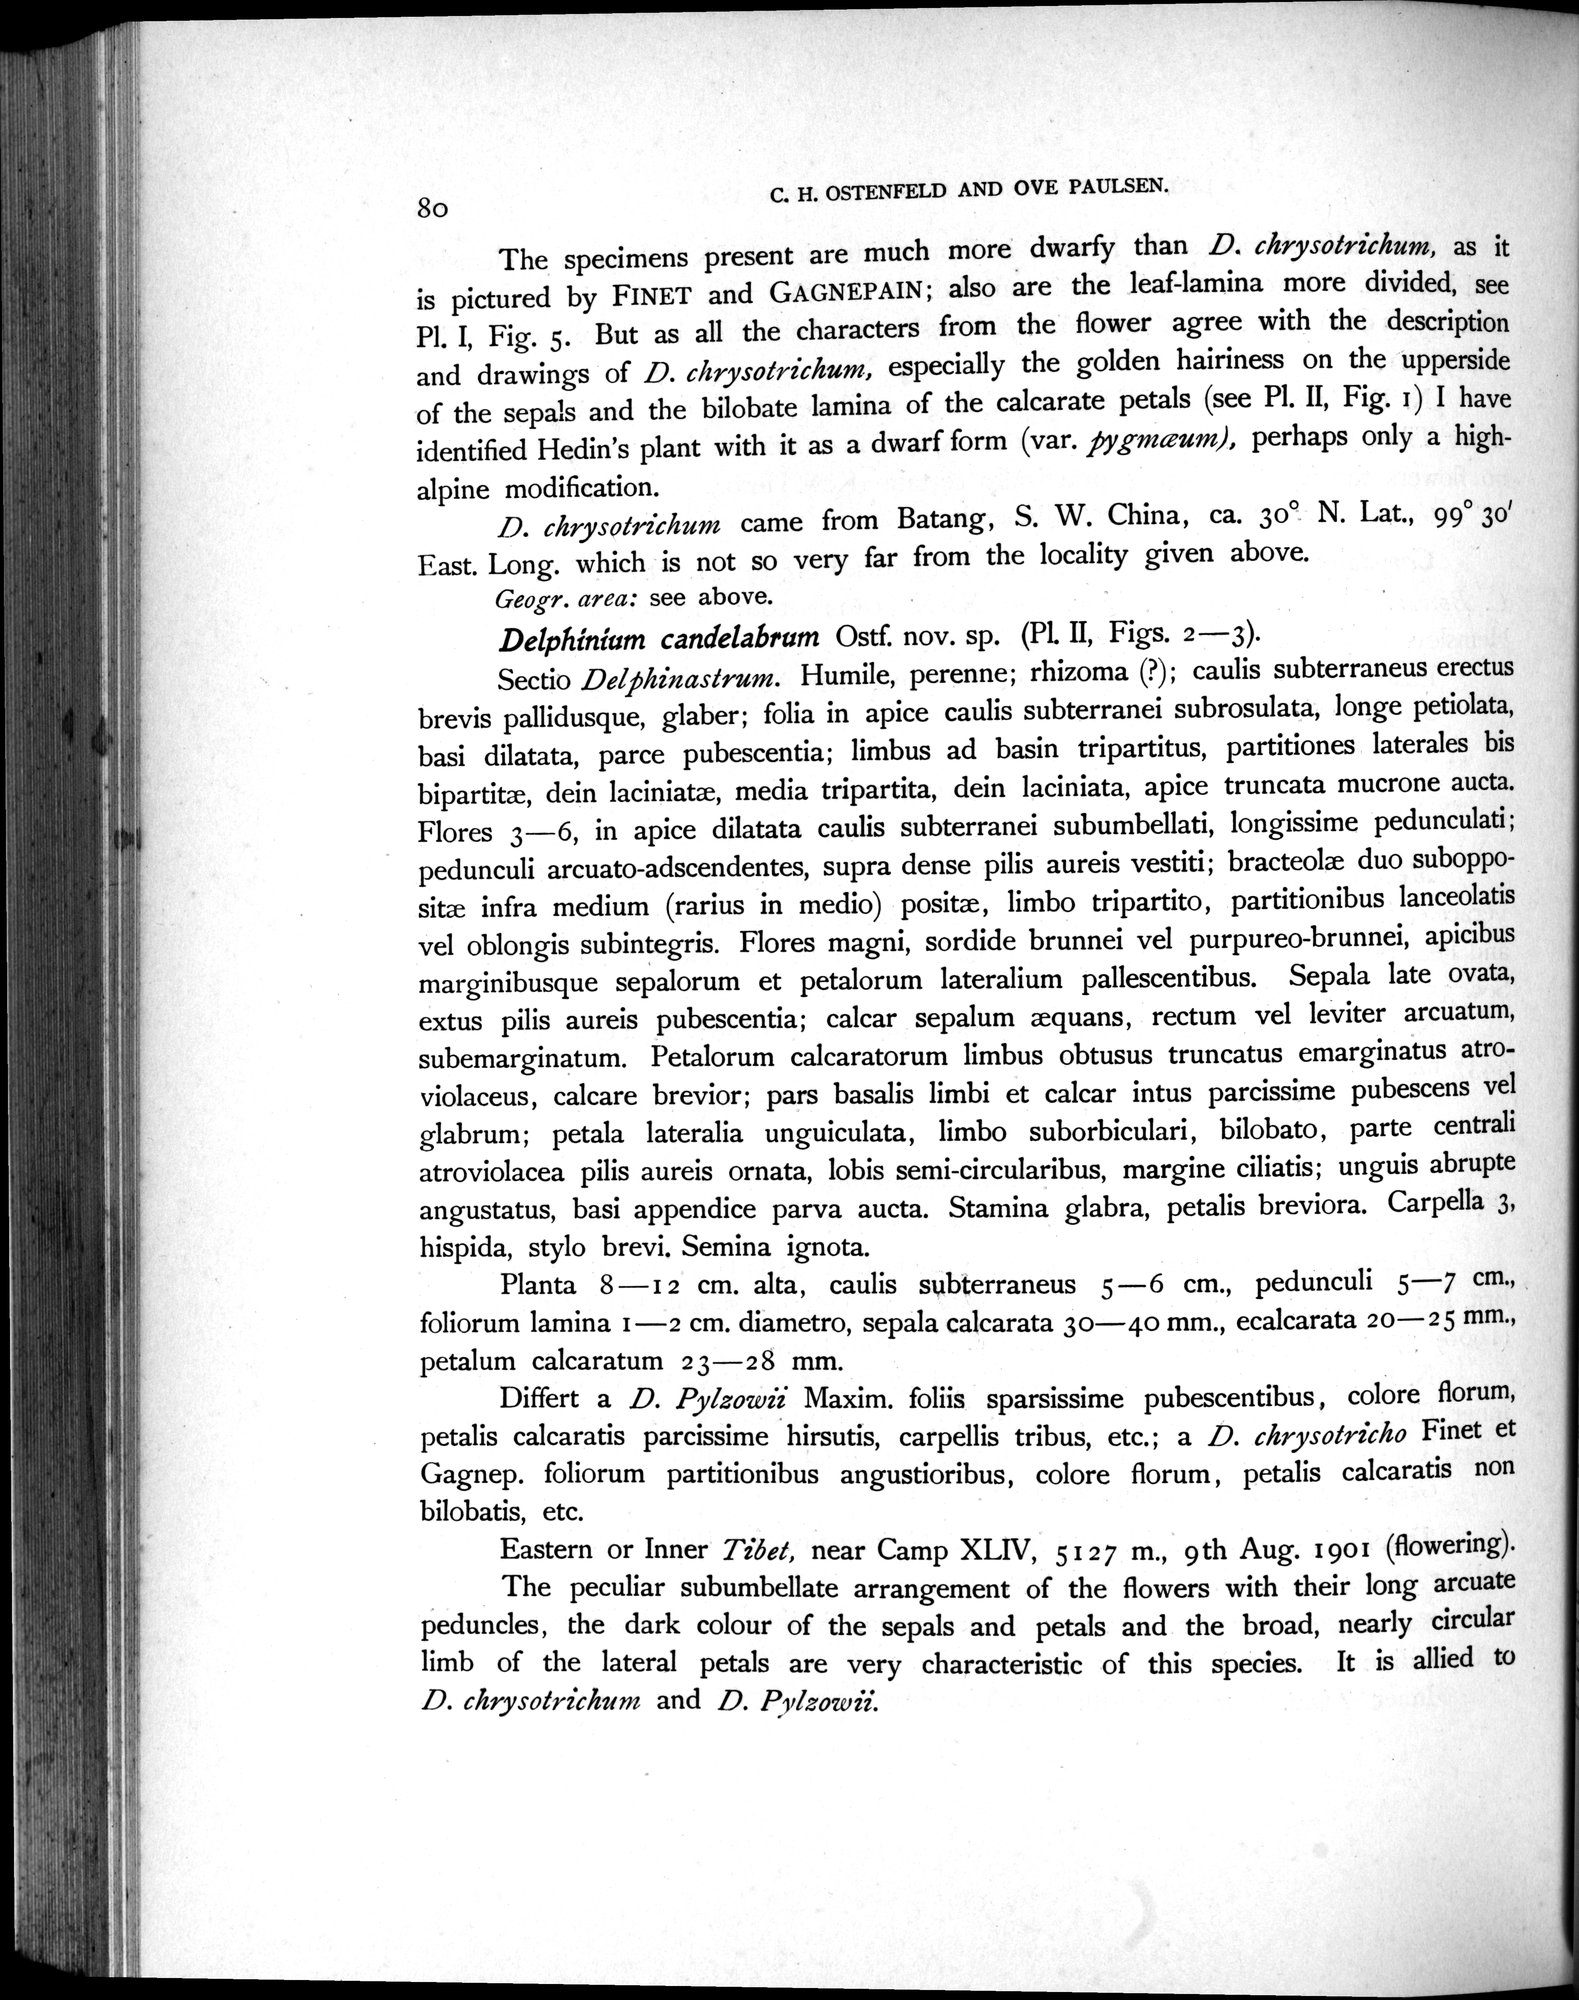 80
C. H. OSTENFELD AND OVE PAULSEN.
The specimens present are much more dwarfy than D. chrysotrichum, as it
is pictured by FINET and GAGNEPAIN; also are the leaf-lamina more divided, see
Pl. I, Fig. 5. But as all the characters from the flower agree with the description
and drawings of D. chrysotrichum, especially the golden hairiness on the upperside
of the sepals and the bilobate lamina of the calcarate petals (see Pl. II, Fig. 1) I have
identified Hedin's plant with it as a dwarf form (var. pygmæum), perhaps only a high-
alpine modification.
D. chrysotrichum came from Batang, S. W. China, ca. 30° N. Lat., 99° 30′
East. Long. which is not so very far from the locality given above.
Geogr. area: see above.
Delphinium candelabrum Ostf. nov. sp. (Pl. II, Figs. 2—3).
Sectio Delphinastrum. Humile, perenne; rhizoma (?); caulis subterraneus erectus
brevis pallidusque, glaber; folia in apice caulis subterranei subrosulata, longe petiolata,
basi dilatata, parce pubescentia; limbus ad basin tripartitus, partitiones laterales bis
bipartitæ, dein laciniatæ, media tripartita, dein laciniata, apice truncata mucrone aucta.
Flores 3—6, in apice dilatata caulis subterranei subumbellati, longissime pedunculati;
pedunculi arcuato-adscendentes, supra dense pilis aureis vestiti; bracteolæ duo suboppo-
sitæ infra medium (rarius in medio) positæ, limbo tripartito, partitionibus lanceolatis
vel oblongis subintegris. Flores magni, sordide brunnei vel purpureo-brunnei, apicibus
marginibusque sepalorum et petalorum lateralium pallescentibus. Sepala late ovata,
extus pilis aureis pubescentia; calcar sepalum æquans, rectum vel leviter arcuatum,
subemarginatum. Petalorum calcaratorum limbus obtusus truncatus emarginatus atro-
violaceus, calcare brevior; pars basalis limbi et calcar intus parcissime pubescens vel
glabrum; petala lateralia unguiculata, limbo suborbiculari, bilobato, parte centrali
atroviolacea pilis aureis ornata, lobis semi-circularibus, margine ciliatis; unguis abrupte
angustatus, basi appendice parva aucta. Stamina glabra, petalis breviora. Carpella 3,
hispida, stylo brevi. Semina ignota.
Planta 8—12 cm. alta, caulis subterraneus 5—6 cm., pedunculi 5—7 cm.,
foliorum lamina 1—2 cm. diametro, sepala calcarata 30—40 mm., ecalcarata 20—25 mm.,
petalum calcaratum 23—28 mm.
Differt a D. Pylzowii Maxim. foliis sparsissime pubescentibus, colore florum,
petalis calcaratis parcissime hirsutis, carpellis tribus, etc.; a D. chrysotricho Finet et
Gagnep. foliorum partitionibus angustioribus, colore florum, petalis calcaratis non
bilobatis, etc.
Eastern or Inner Tibet, near Camp XLIV, 5127 m., 9th Aug. 1901 (flowering).
The peculiar subumbellate arrangement of the flowers with their long arcuate
peduncles, the dark colour of the sepals and petals and the broad, nearly circular
limb of the lateral petals are very characteristic of this species. It is allied to
D. chrysotrichum and D. Pylzowii.